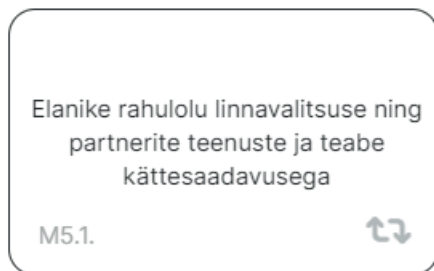 Elanike rahulolu linnavalitsuse ning
partnerite teenuste ja teabe
kättesaadavusega
M5.1.